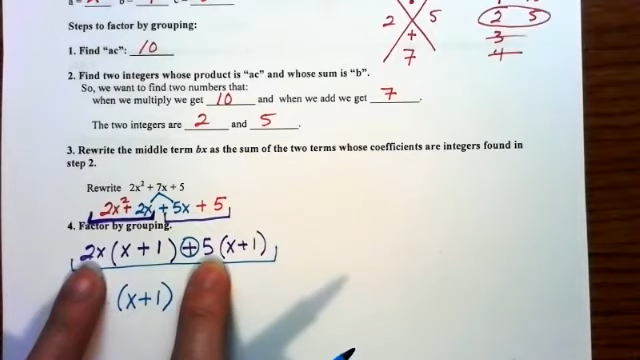 Steps to factor by grouping:
2 5
2 5
+
3
1. Find "ac": 10
7
4
2. Find two integers whose product is "ac" and whose sum is "b".
So, we want to find two numbers that:
when we multiply we get 10 and when we add we get 7.
The two integers are 2 and 5.
3. Rewrite the middle term bx as the sum of the two terms whose coefficients are integers found in
step 2.
Rewrite 2x² + 7x + 5
2x² + 2x + 5x + 5
4. Factor by grouping.
2x (x + 1) + 5 (x+1)
(x+1)